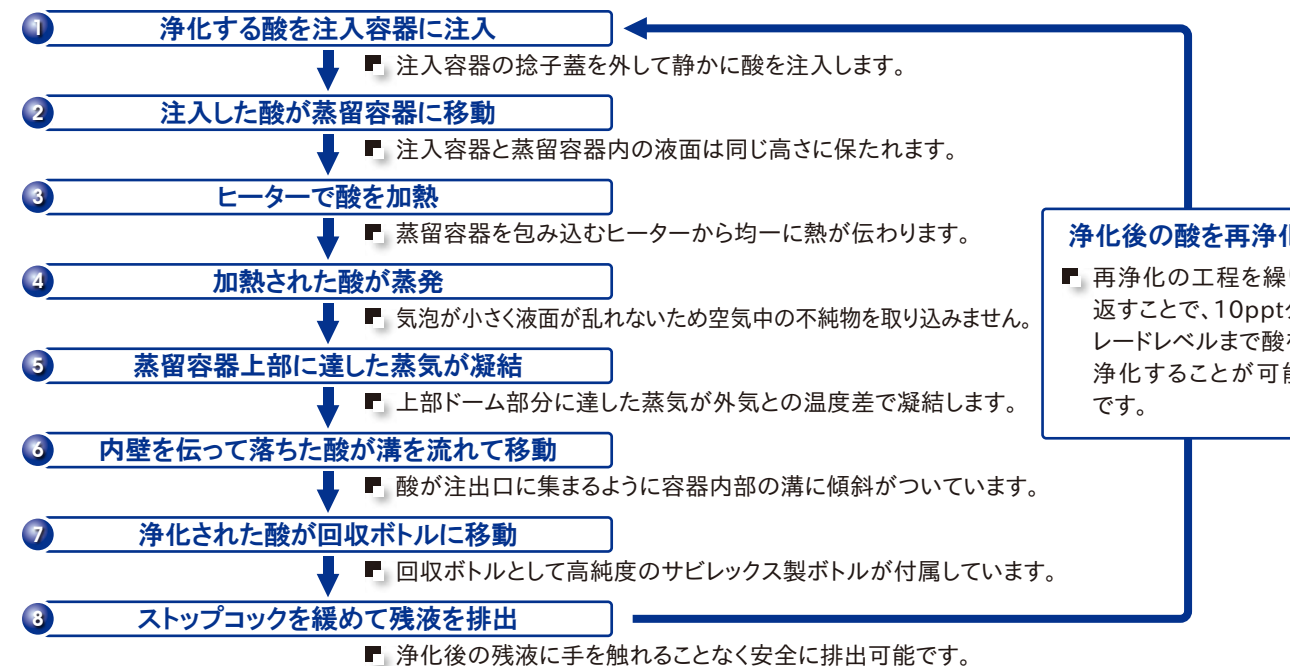 1 浄化する酸を注入容器に注入
注入容器の捻子蓋を外して静かに酸を注入します。
2 注入した酸が蒸留容器に移動
注入容器と蒸留容器内の液面は同じ高さに保たれます。
3 ヒーターで酸を加熱
蒸留容器を包み込むヒーターから均一に熱が伝わります。
4 加熱された酸が蒸発
気泡が小さく液面が乱れないため空気中の不純物を取り込みません。
5 蒸留容器上部に達した蒸気が凝結
上部ドーム部分に達した蒸気が外気との温度差で凝結します。
6 内壁を伝って落ちた酸が溝を流れて移動
酸が注出口に集まるように容器内部の溝に傾斜がついています。
7 浄化された酸が回収ボトルに移動
回収ボトルとして高純度のサビレックス製ボトルが付属しています。
8 ストップコックを緩めて残液を排出
浄化後の残液に手を触れることなく安全に排出可能です。
浄化後の酸を再浄
再浄化の工程を繰
返すことで、10ppt
レードレベルまで酸
浄化することが可
です。